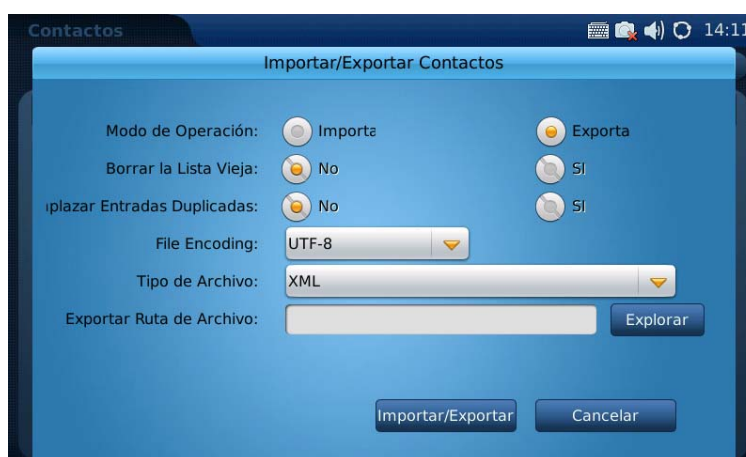 Contactos 14:11
Importar/Exportar Contactos
Modo de Operación: Importa Exporta
Borrar la Lista Vieja: No SI
plazar Entradas Duplicadas: No SI
File Encoding: UTF-8
Tipo de Archivo: XML
Exportar Ruta de Archivo: Explorar
Importar/Exportar Cancelar